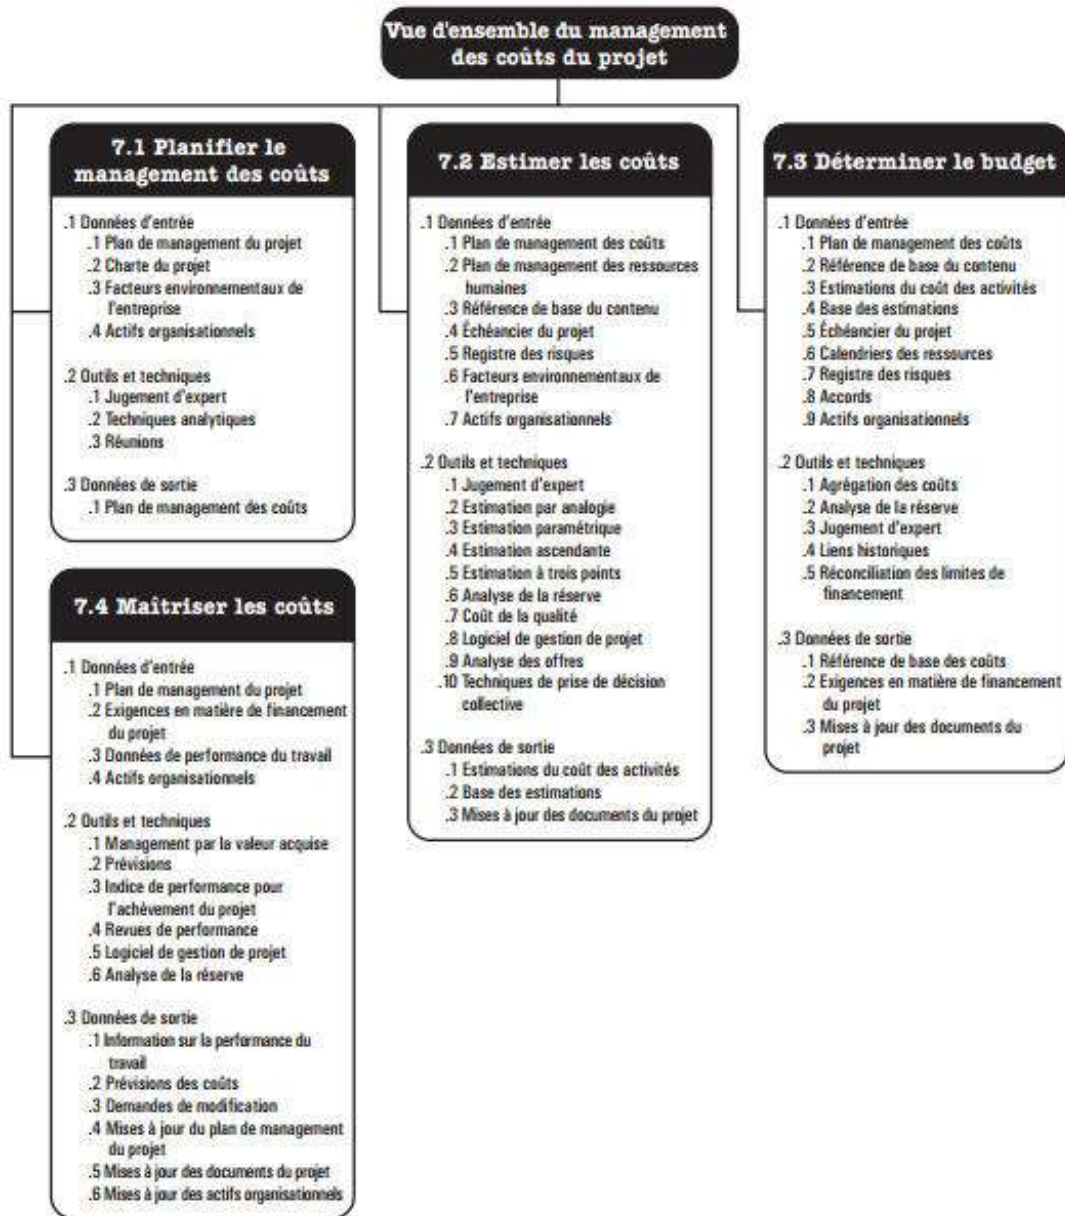 Vue d'ensemble du management
des coûts du projet
7.1 Planifier le
management des coûts
.1 Données d'entrée
.1 Plan de management du projet
.2 Charte du projet
.3 Facteurs environnementaux de
l'entreprise
.4 Actifs organisationnels
.2 Outils et techniques
.1 Jugement d'expert
.2 Techniques analytiques
.3 Réunions
.3 Données de sortie
.1 Plan de management des coûts
7.2 Estimer les coûts
.1 Données d'entrée
.1 Plan de management des coûts
.2 Plan de management des ressources
humaines
.3 Référence de base du contenu
.4 Échéancier du projet
.5 Registre des risques
.6 Facteurs environnementaux de
l'entreprise
.7 Actifs organisationnels
.2 Outils et techniques
.1 Jugement d'expert
.2 Estimation par analogie
.3 Estimation paramétrique
.4 Estimation ascendante
.5 Estimation à trois points
.6 Analyse de la réserve
.7 Coût de la qualité
.8 Logiciel de gestion de projet
.9 Analyse des offres
.10 Techniques de prise de décision
collective
.3 Données de sortie
.1 Estimations du coût des activités
.2 Base des estimations
.3 Mises à jour des documents du projet
7.3 Déterminer le budget
.1 Données d'entrée
.1 Plan de management des coûts
.2 Référence de base du contenu
.3 Estimations du coût des activités
.4 Base des estimations
.5 Échéancier du projet
.6 Calendriers des ressources
.7 Registre des risques
.8 Accords
.9 Actifs organisationnels
.2 Outils et techniques
.1 Agrégation des coûts
.2 Analyse de la réserve
.3 Jugement d'expert
.4 Liens historiques
.5 Réconciliation des limites de
financement
.3 Données de sortie
.1 Référence de base des coûts
.2 Exigences en matière de financement
du projet
.3 Mises à jour des documents du
projet
7.4 Maîtriser les coûts
.1 Données d'entrée
.1 Plan de management du projet
.2 Exigences en matière de financement
du projet
.3 Données de performance du travail
.4 Actifs organisationnels
.2 Outils et techniques
.1 Management par la valeur acquise
.2 Prévisions
.3 Indice de performance pour
l'achèvement du projet
.4 Revues de performance
.5 Logiciel de gestion de projet
.6 Analyse de la réserve
.3 Données de sortie
.1 Information sur la performance du
travail
.2 Prévisions des coûts
.3 Demandes de modification
.4 Mises à jour du plan de management
du projet
.5 Mises à jour des documents du projet
.6 Mises à jour des actifs organisationnels